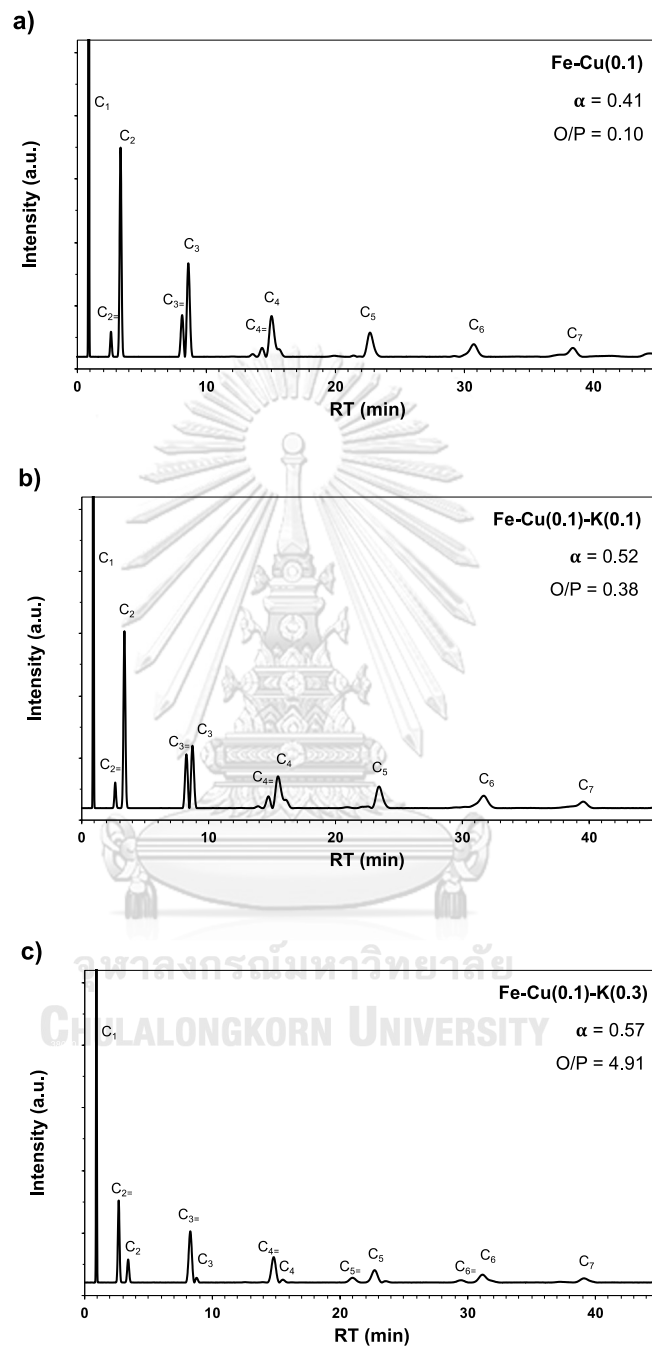 a)
Fe-Cu(0.1)
α = 0.41
O/P = 0.10
C1
C2
C2=
C3
C3=
C4
C4=
C5
C6
C7
Intensity (a.u.)
0 10 20 30 40
RT (min)
b)
Fe-Cu(0.1)-K(0.1)
α = 0.52
O/P = 0.38
C1
C2
C2=
C3=
C3
C4
C4=
C5
C6
C7
Intensity (a.u.)
0 10 20 30 40
RT (min)
c)
จุฬาลงกรณ์มหาวิทยาลัย
CHULALONGKORN UNIVERSITY
Fe-Cu(0.1)-K(0.3)
α = 0.57
O/P = 4.91
C1
C2=
C2
C3=
C3
C4=
C4
C5=
C5
C6=
C6
C7
Intensity (a.u.)
0 10 20 30 40
RT (min)